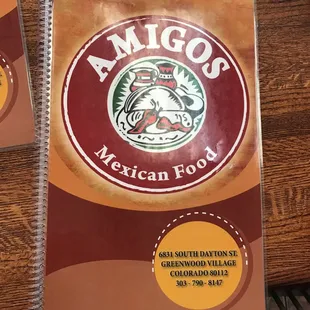 AMIGOS
Mexican Food
6831 SOUTH DAYTON ST.
GREENWOOD VILLAGE
COLORADO 80112
303 - 790 - 8147